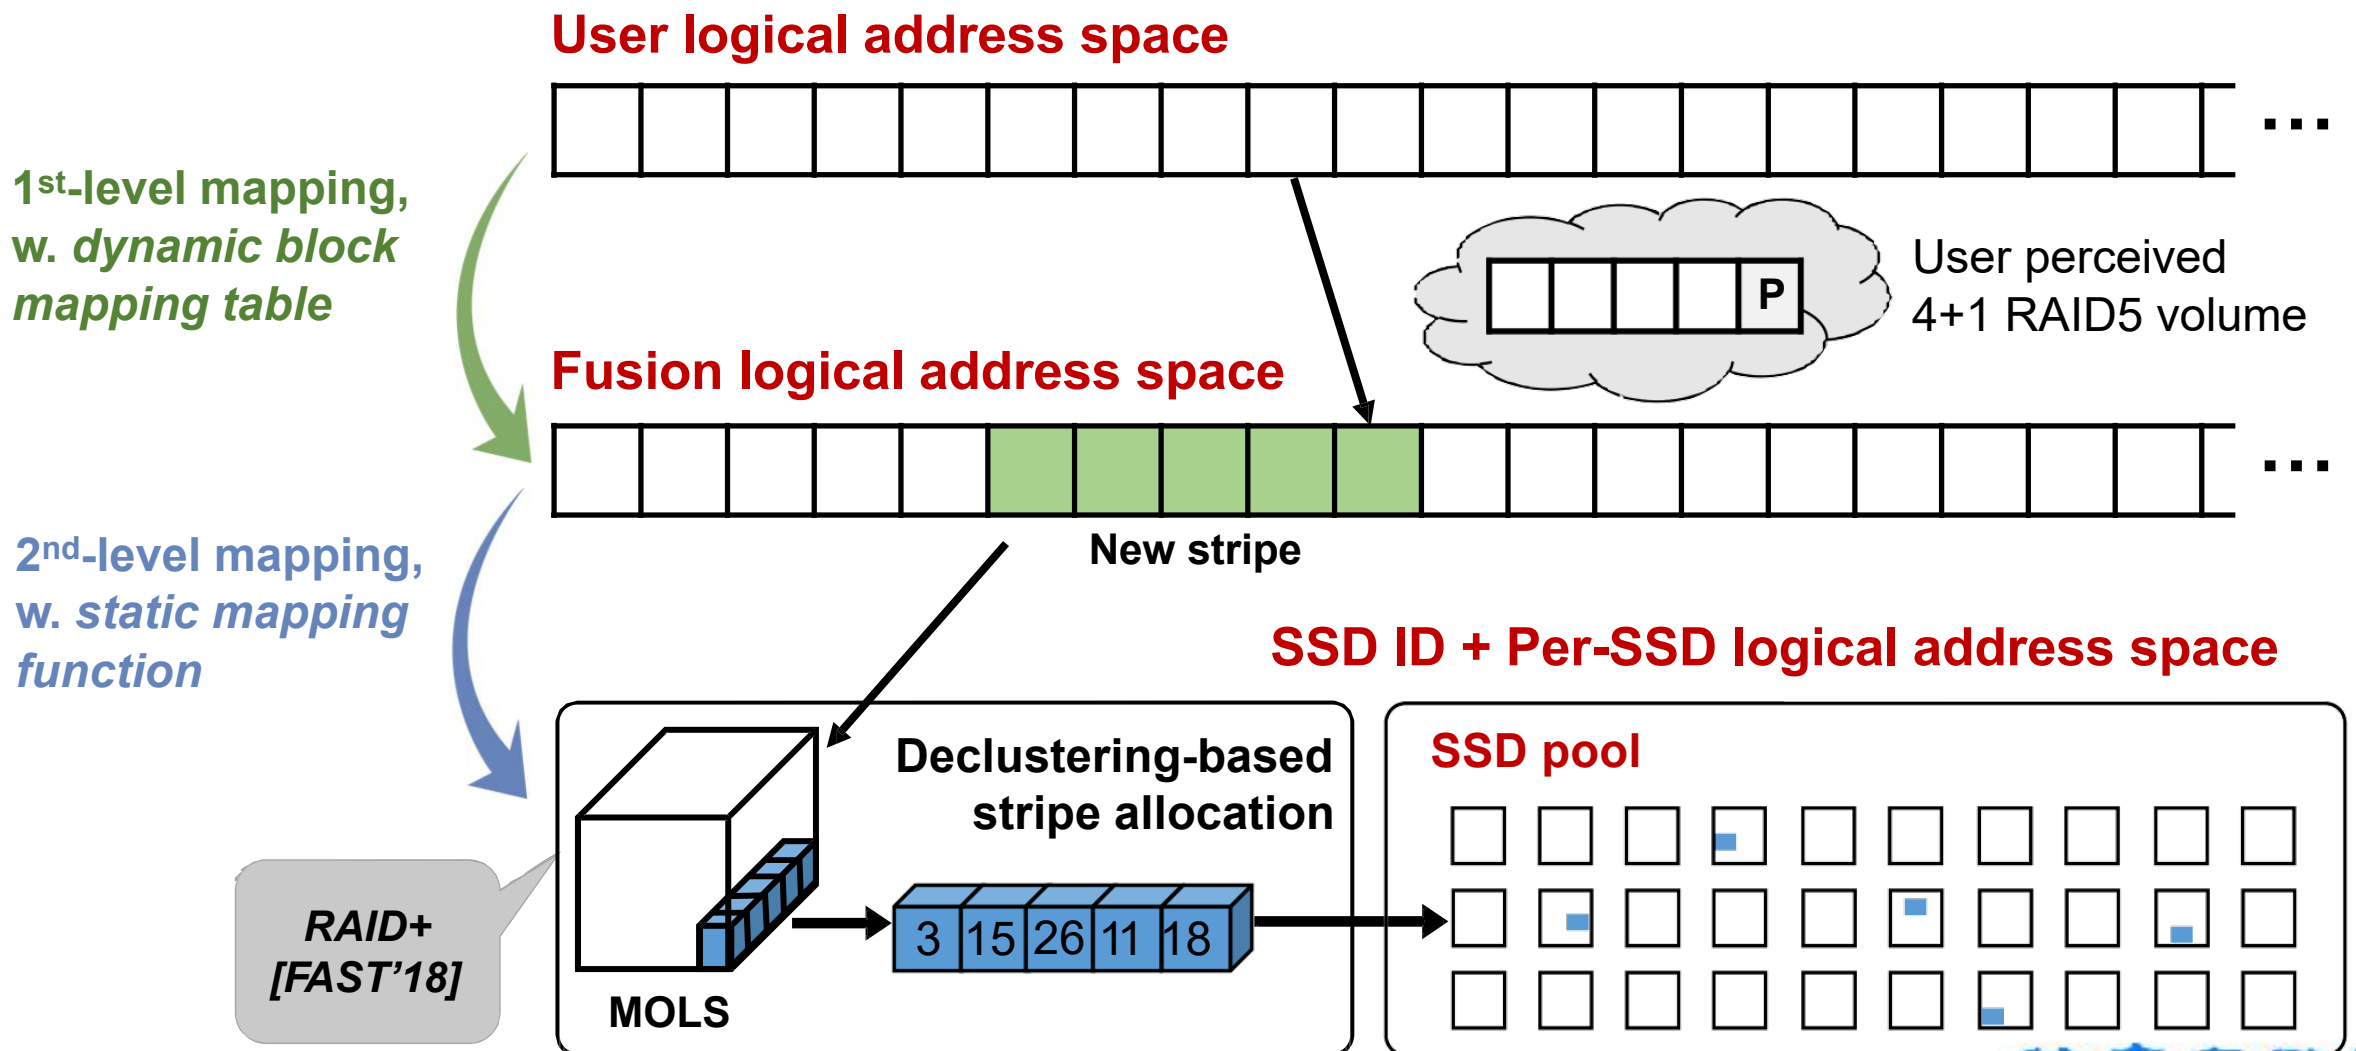 User logical address space
...
1st-level mapping,
w. dynamic block
mapping table
P
User perceived
4+1 RAID5 volume
Fusion logical address space
...
New stripe
2nd-level mapping,
w. static mapping
function
SSD ID + Per-SSD logical address space
Declustering-based
stripe allocation
SSD pool
RAID+
[FAST'18]
3 15 26 11 18
MOLS